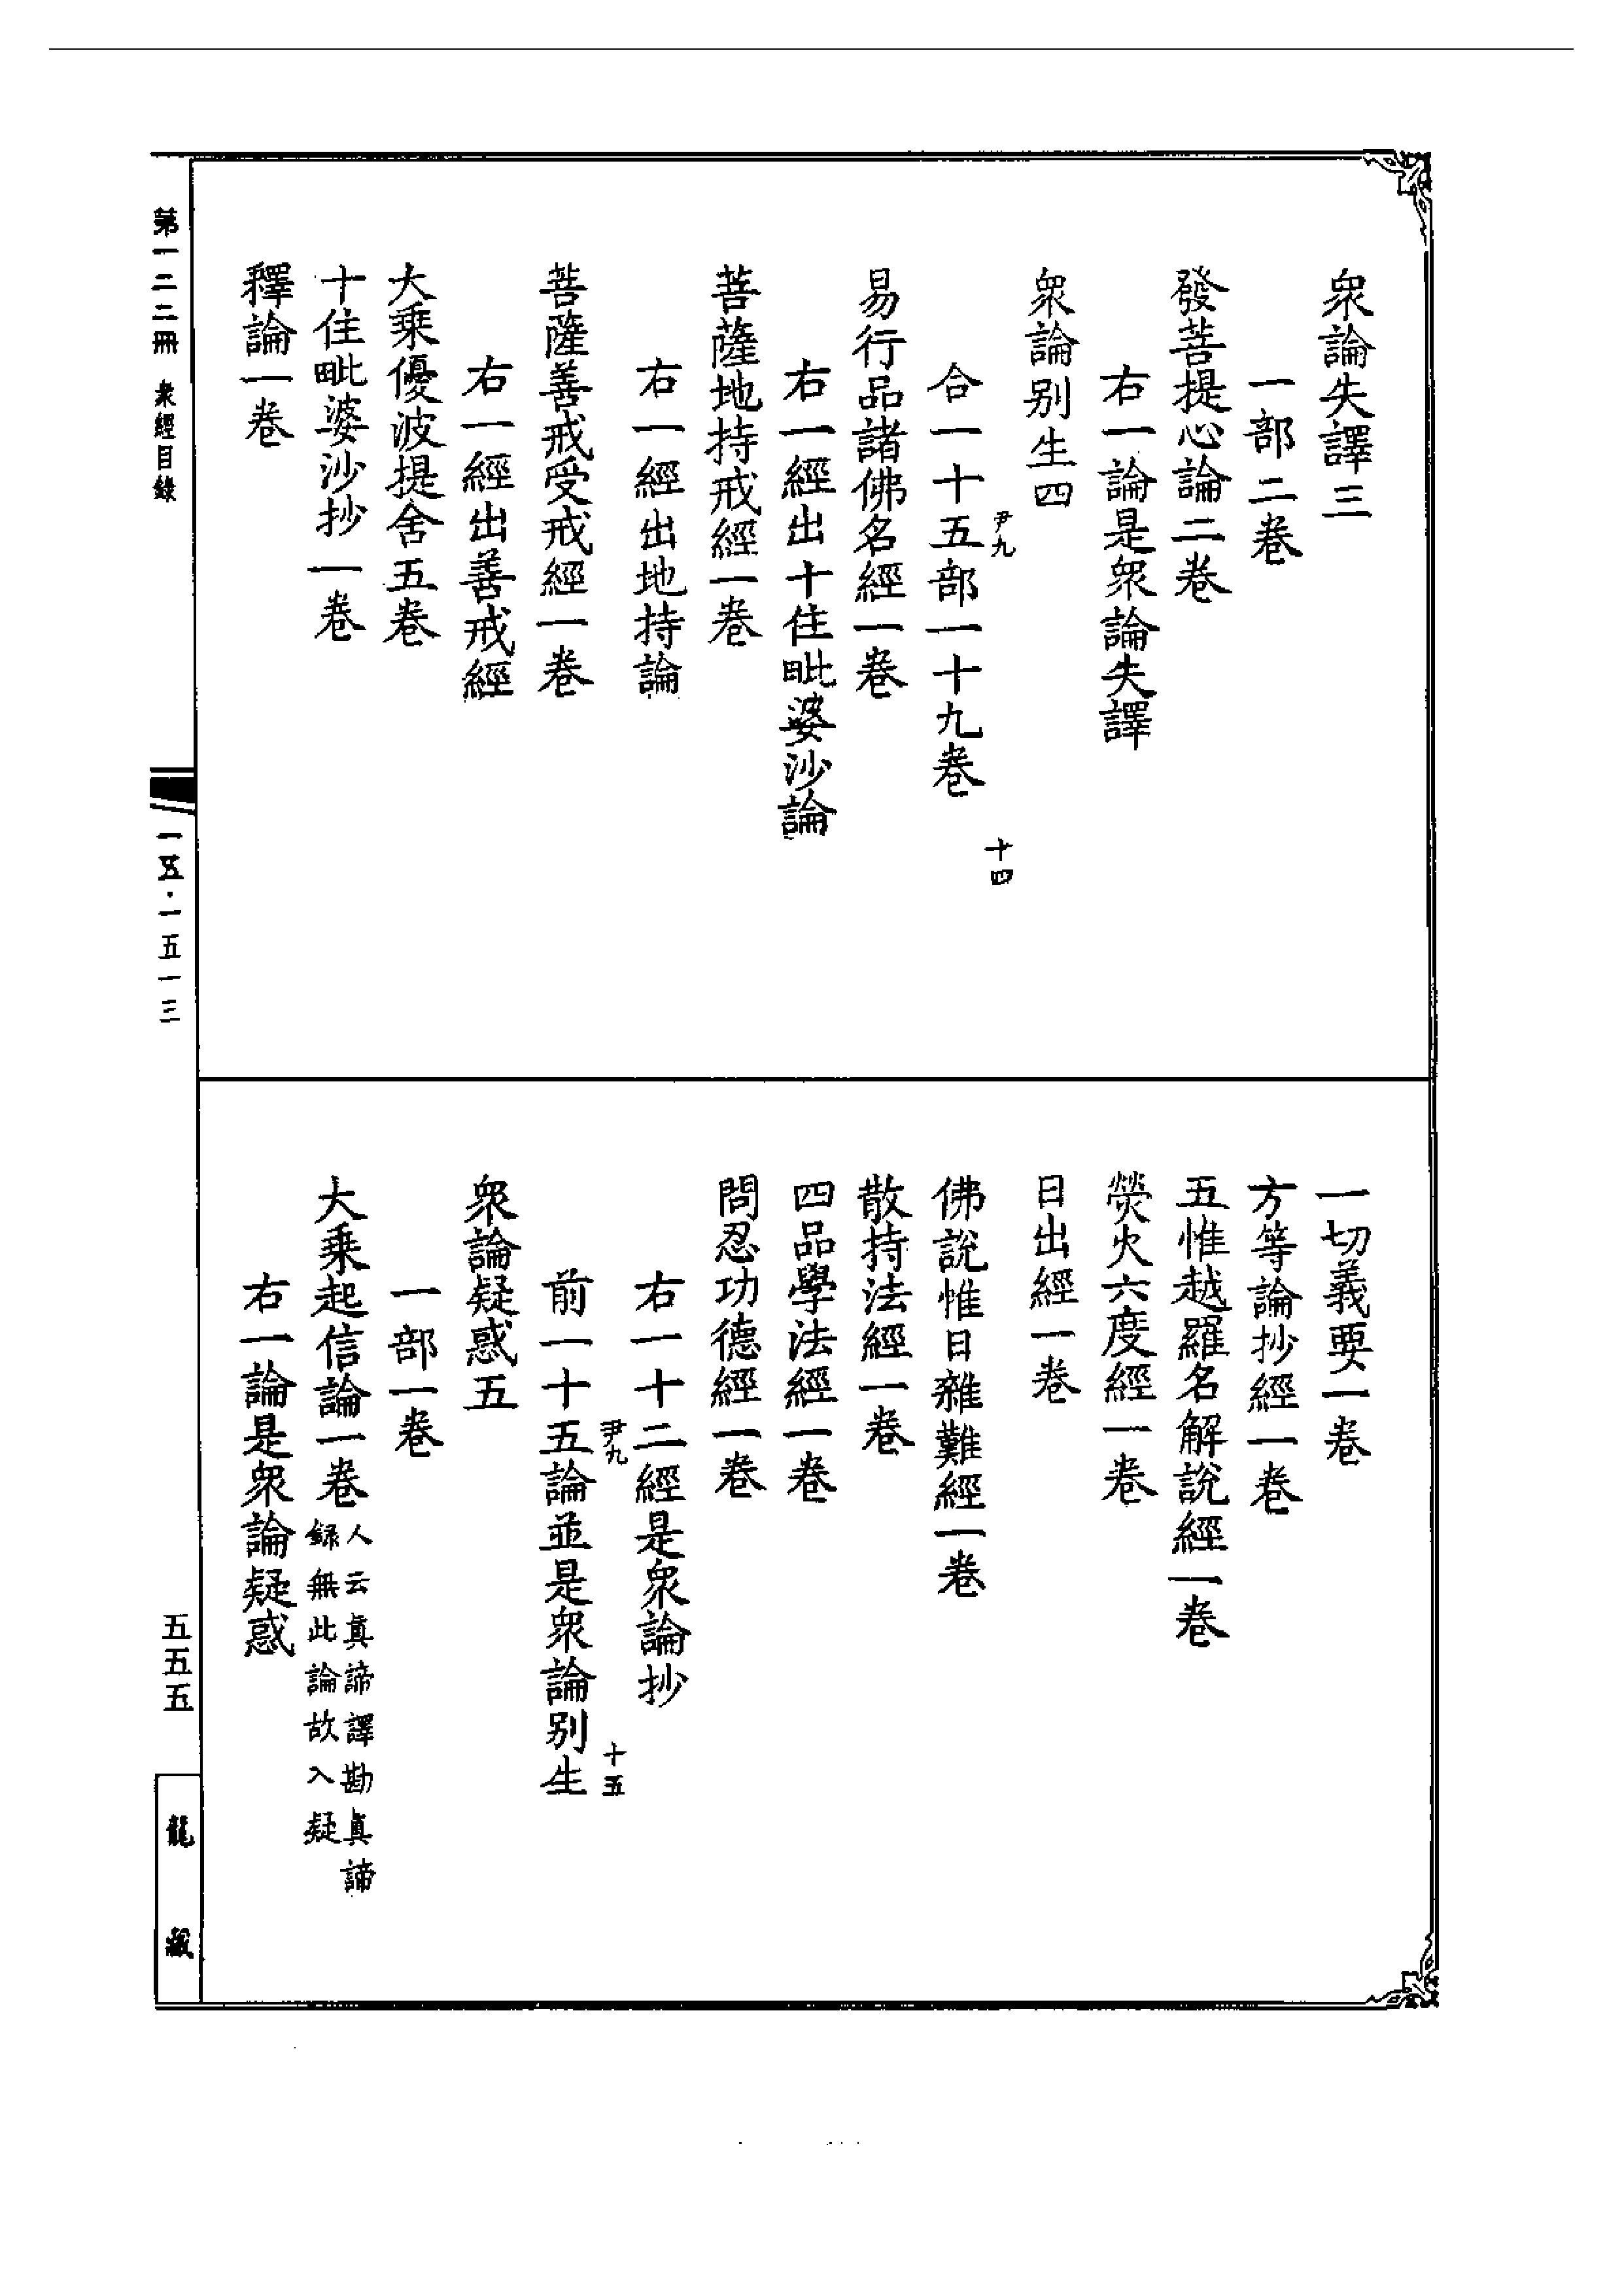 衆論失譯三
一部二卷
發菩提心論二卷
右一論是衆論失譯
衆論别生四
尹九
十四
合一十五部一十九卷
易行品諸佛名經一卷
右一經出十住毗婆沙論
菩薩地持戒經一卷
右一經出地持論
菩薩善戒受戒經一卷
右一經出善戒經
大乘優波提舍五卷
十住毗婆沙抄一卷
釋論一卷
一切義要一卷
方等論抄經一卷
五惟越羅名解説經一卷
熒火六度經一卷
日出經一卷
佛說惟日雜難經一卷
散持法經一卷
四品學法經一卷
問忍功德經一卷
右一十二經是衆論抄
尹九
十五
前一十五論並是衆論别生
衆論疑惑五
一部一卷
大乘起信論一卷
人云眞諦譯勘眞諦
録無此論故入疑
右一論是衆論疑惑
第一二二冊 衆經目錄
一五五·一五一三
五五五
龍藏